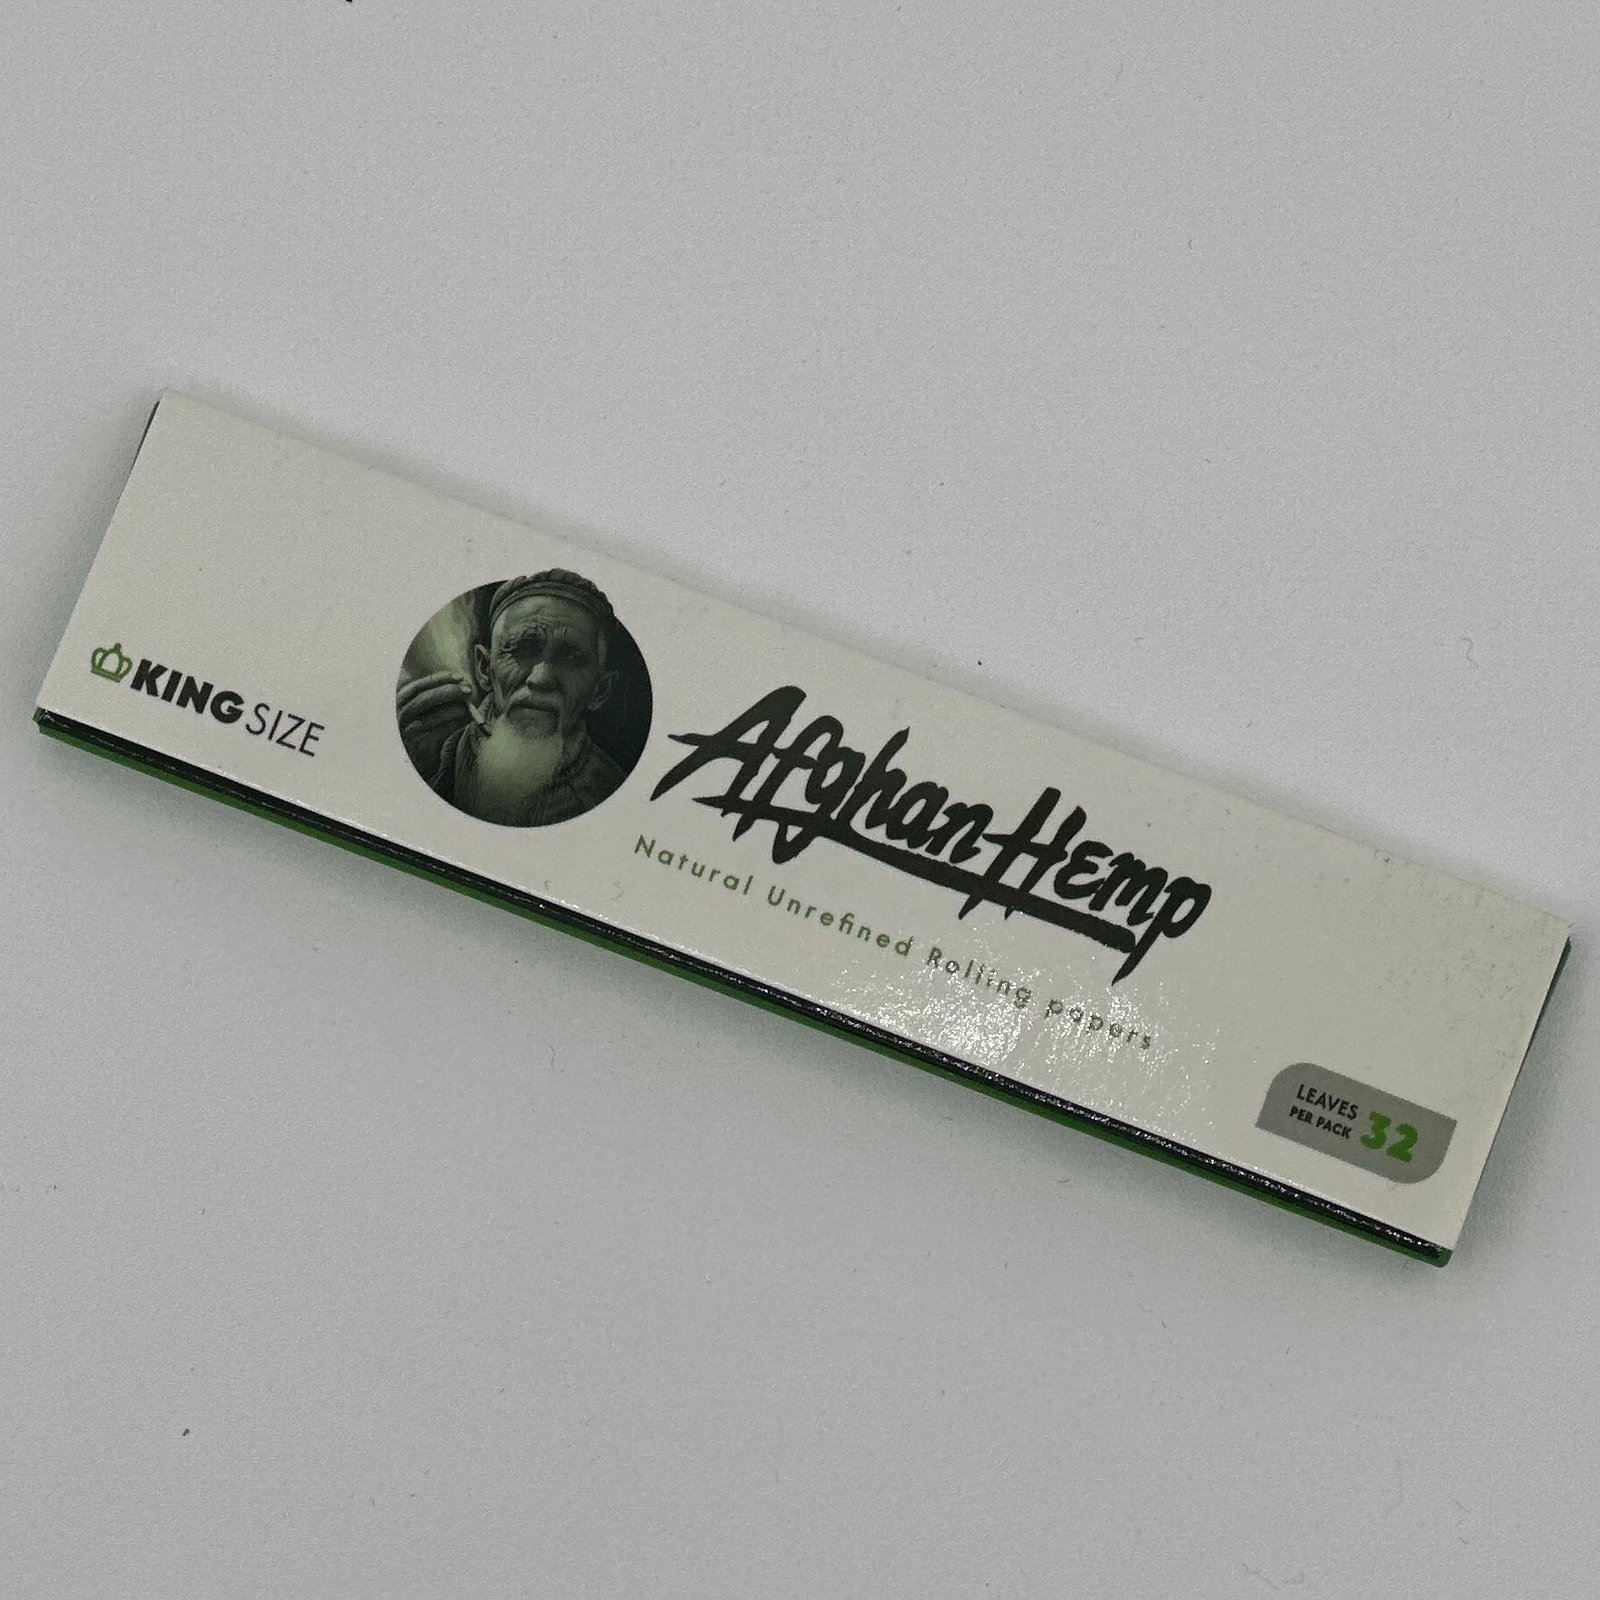 KING SIZE
Afghan Hemp
Natural Unrefined Rolling papers
LEAVES
PER PACK 32